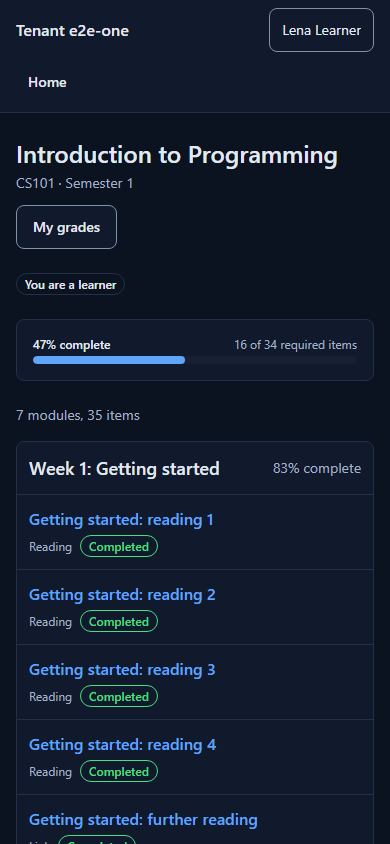 Tenant e2e-one
Lena Learner
Home
Introduction to Programming
CS101 · Semester 1
My grades
You are a learner
47% complete
16 of 34 required items
7 modules, 35 items
Week 1: Getting started
83% complete
Getting started: reading 1
Reading Completed
Getting started: reading 2
Reading Completed
Getting started: reading 3
Reading Completed
Getting started: reading 4
Reading Completed
Getting started: further reading